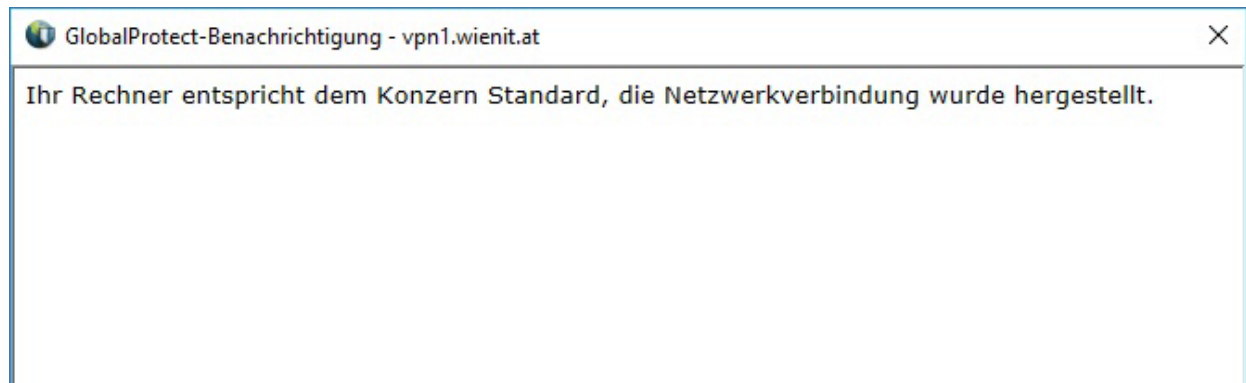 GlobalProtect-Benachrichtigung - vpn1.wienit.at
Ihr Rechner entspricht dem Konzern Standard, die Netzwerkverbindung wurde hergestellt.